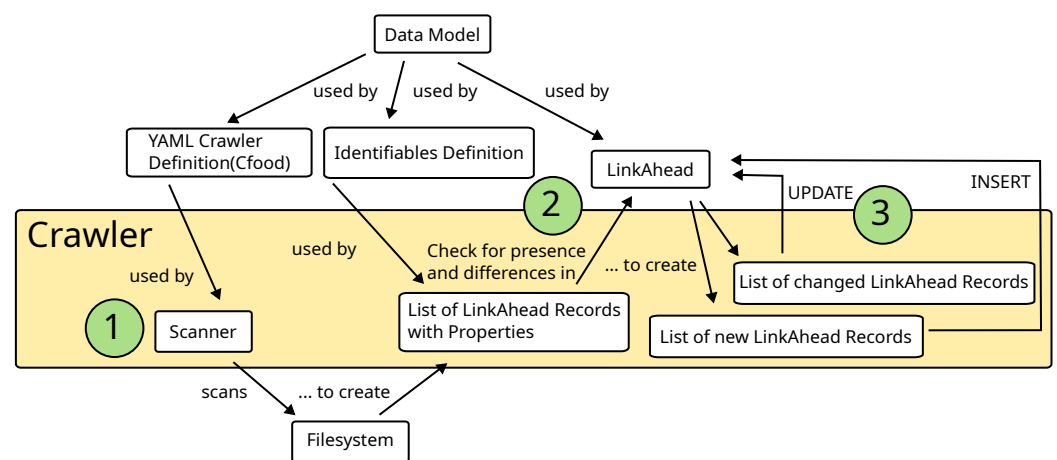 Data Model
used by
used by
used by
YAML Crawler
Definition(Cfood)
Identifiables Definition
LinkAhead
INSERT
UPDATE
2
3
Crawler
used by
used by
Check for presence
and differences in
... to create
List of changed LinkAhead Records
1
Scanner
List of LinkAhead Records
with Properties
List of new LinkAhead Records
scans
... to create
Filesystem